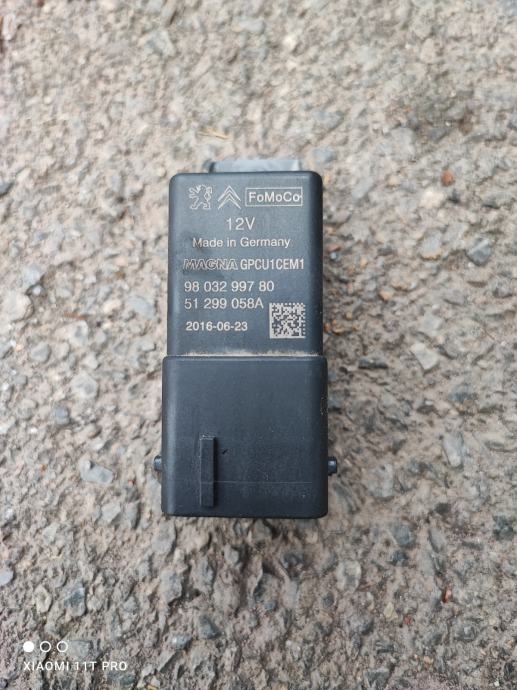 FoMoCo
12V
Made in Germany
MAGNA GPCU1CEM1
98 032 997 80
51 299 058A
2016-06-23
XIAOMI 11T PRO